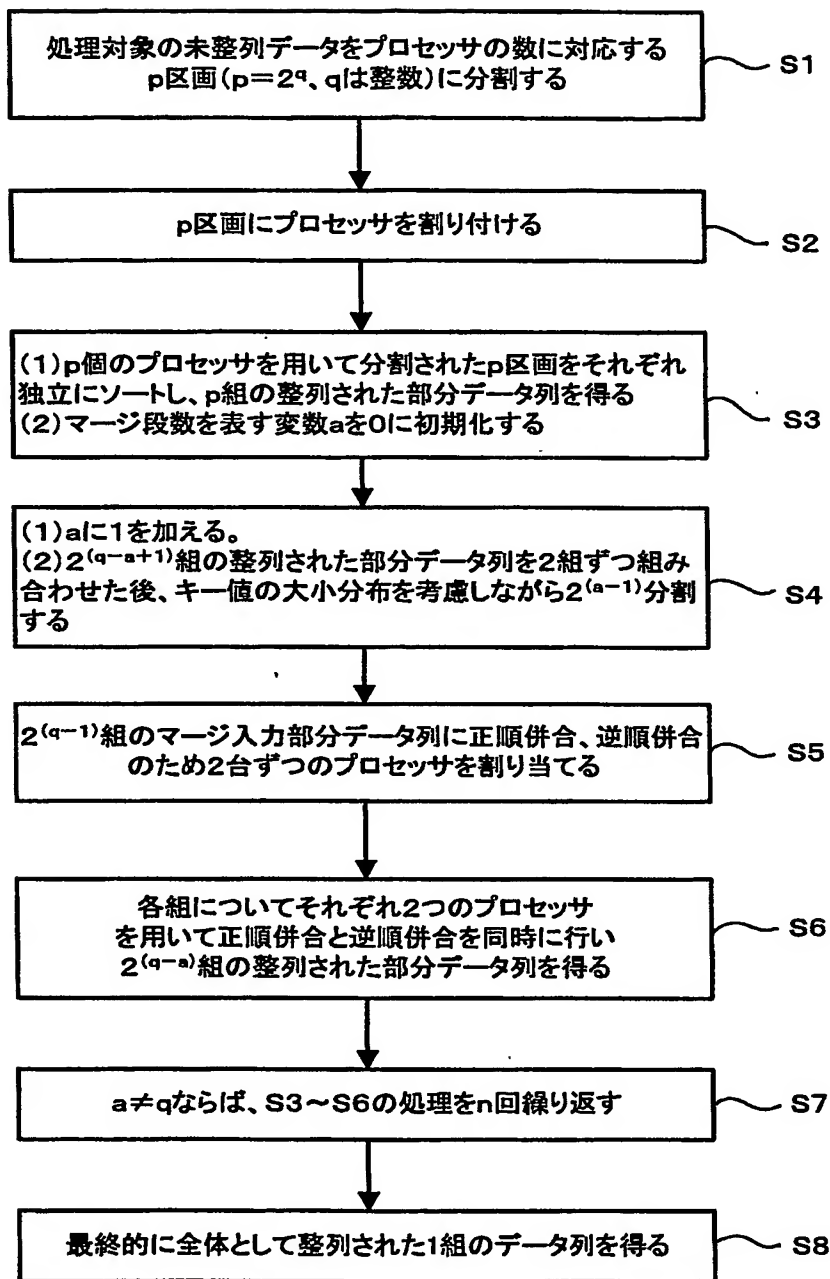 処理対象の未整列データをプロセッサの数に対応する
p区画(p=2^q、qは整数)に分割する
S1
p区画にプロセッサを割り付ける
S2
(1)p個のプロセッサを用いて分割されたp区画をそれぞれ
独立にソートし、p組の整列された部分データ列を得る
(2)マージ段数を表す変数aを0に初期化する
S3
(1)aに1を加える。
(2)2^(q-a+1)組の整列された部分データ列を2組ずつ組み
合わせた後、キー値の大小分布を考慮しながら2^(a-1)分割
する
S4
2^(q-1)組のマージ入力部分データ列に正順併合、逆順併合
のため2台ずつのプロセッサを割り当てる
S5
各組についてそれぞれ2つのプロセッサ
を用いて正順併合と逆順併合を同時に行い
2^(q-a)組の整列された部分データ列を得る
S6
a≠qならば、S3～S6の処理をn回繰り返す
S7
最終的に全体として整列された1組のデータ列を得る
S8